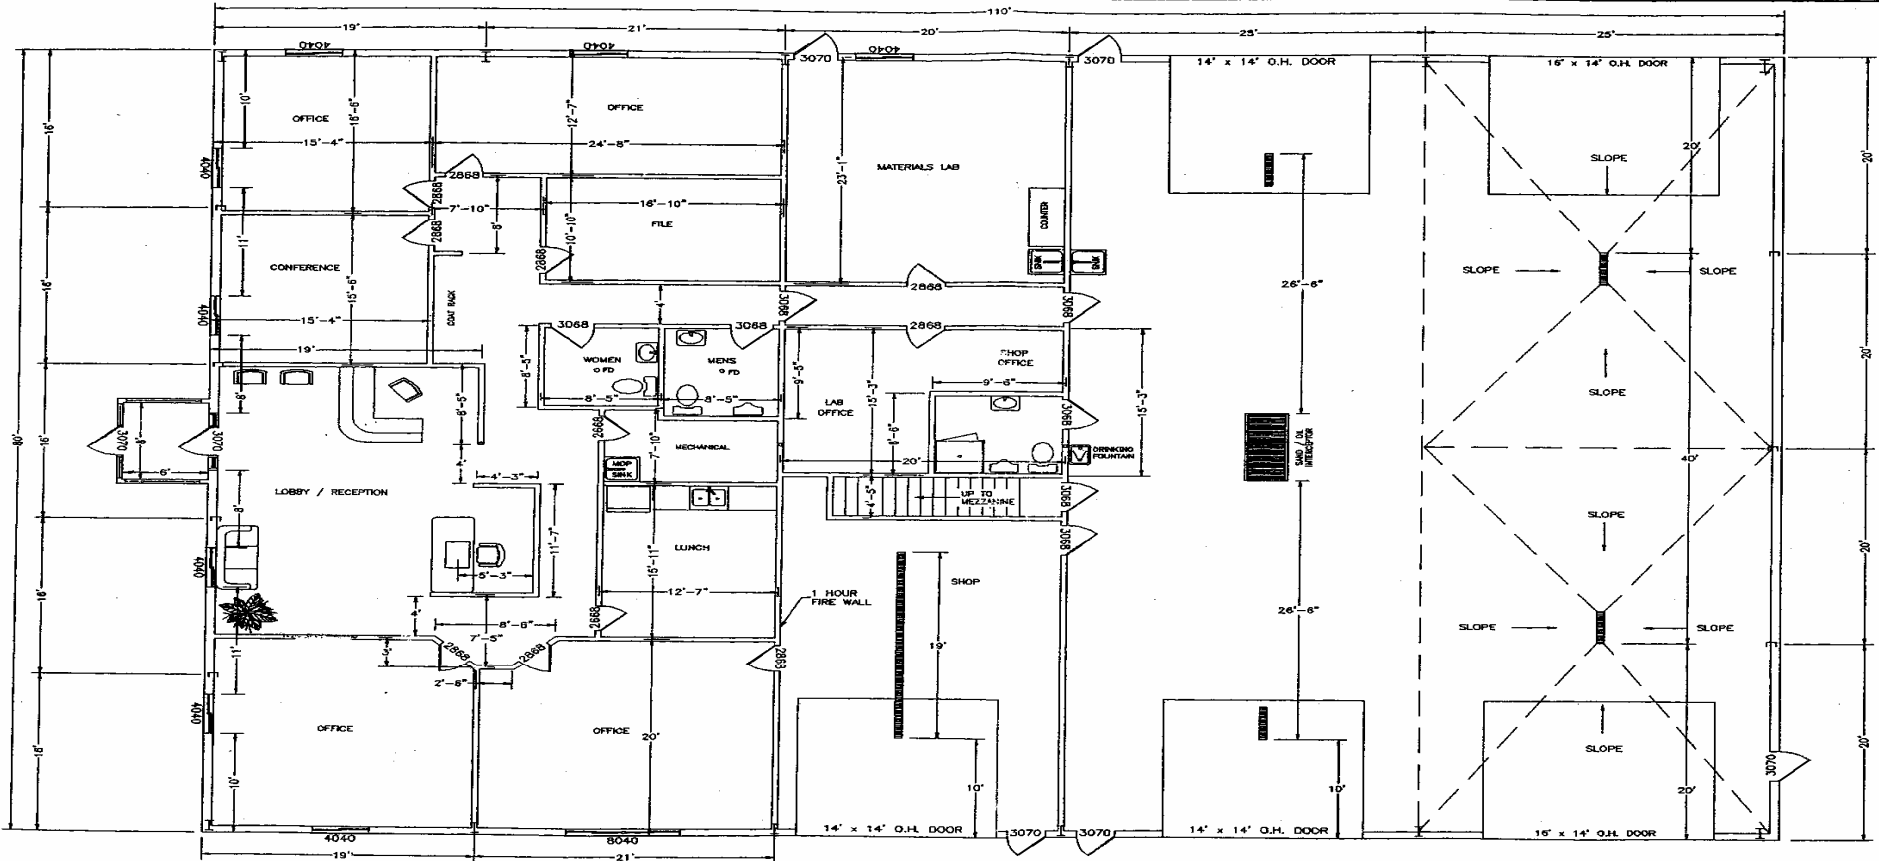 110'
19'
21'
20'
25'
25'
4040
4040
3070
4040
3070
14' x 14' O.H. DOOR
16' x 14' O.H. DOOR
16'
10'
16'-6"
OFFICE
15'-4"
12'-7"
OFFICE
24'-8"
23'-1"
MATERIALS LAB
20'
SLOPE
20'
4040
2868
2868
7'-10"
8'
16'-10"
FILE
10'-10"
COUNTER
SINK
SINK
2868
2868
11'
CONFERENCE
15'-6"
15'-4"
COAT RACK
16'
4040
4'
3068
2868
3068
26'-6"
SLOPE
SLOPE
19'
3068
3068
2868
WOMEN
FD
MENS
FD
8'-5"
8'-5"
8'-5"
9'-5"
15'-3"
SHOP
OFFICE
9'-6"
LAB
OFFICE
15'-3"
SLOPE
20'
80'
16'
8'
6'-5"
3070
8'
6'
3070
2668
MECHANICAL
7'-10"
MOP
SINK
6'-6"
20'
3068
DRINKING
FOUNTAIN
SAND / OIL
INTERCEPTOR
40'
4'
4'-3"
LOBBY / RECEPTION
8'
UP TO
MEZZANINE
4'-5"
3068
3068
SLOPE
20'
16'
4040
11'-7"
5'-3"
LUNCH
15'-11"
12'-7"
2668
1 HOUR
FIRE WALL
SHOP
19'
26'-6"
SLOPE
SLOPE
4'
8'-6"
7'-5"
3'
2868
2868
2'-6"
11'
4040
16'
10'
OFFICE
OFFICE
20'
10'
10'
SLOPE
20'
20'
3070
4040
8040
14' x 14' O.H. DOOR
3070
3070
14' x 14' O.H. DOOR
16' x 14' O.H. DOOR
19'
21'